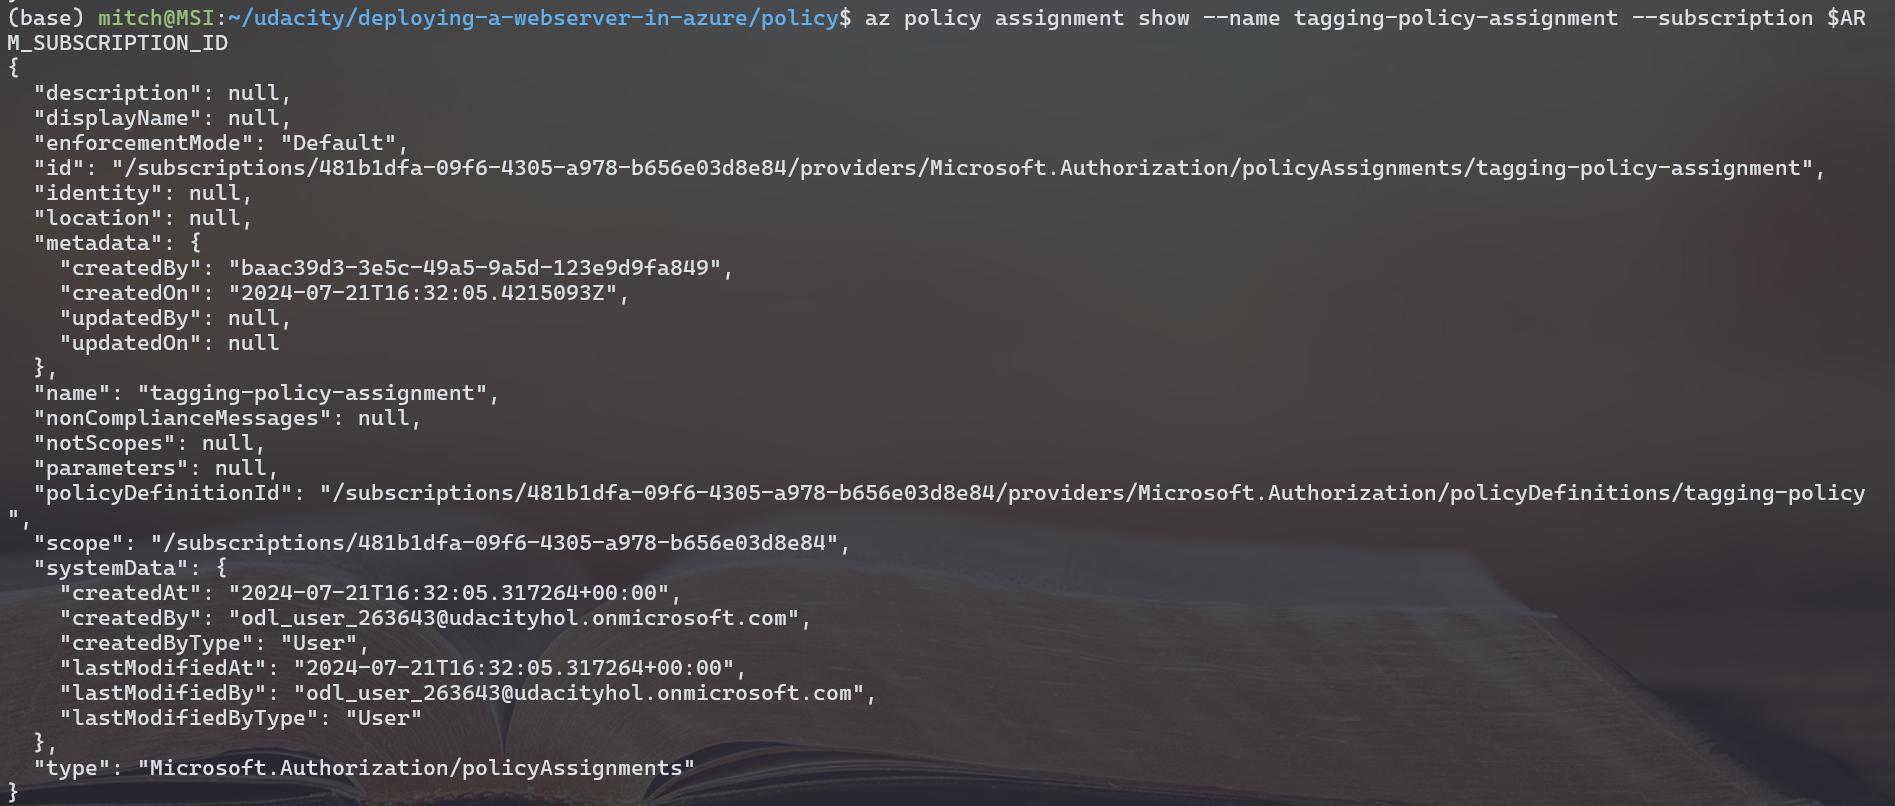 (base) mitch@MSI:~/udacity/deploying-a-webserver-in-azure/policy$ az policy assignment show --name tagging-policy-assignment --subscription $AR
M_SUBSCRIPTION_ID
{
  "description": null,
  "displayName": null,
  "enforcementMode": "Default",
  "id": "/subscriptions/481b1dfa-09f6-4305-a978-b656e03d8e84/providers/Microsoft.Authorization/policyAssignments/tagging-policy-assignment",
  "identity": null,
  "location": null,
  "metadata": {
    "createdBy": "baac39d3-3e5c-49a5-9a5d-123e9d9fa849",
    "createdOn": "2024-07-21T16:32:05.4215093Z",
    "updatedBy": null,
    "updatedOn": null
  },
  "name": "tagging-policy-assignment",
  "nonComplianceMessages": null,
  "notScopes": null,
  "parameters": null,
  "policyDefinitionId": "/subscriptions/481b1dfa-09f6-4305-a978-b656e03d8e84/providers/Microsoft.Authorization/policyDefinitions/tagging-policy
",
  "scope": "/subscriptions/481b1dfa-09f6-4305-a978-b656e03d8e84",
  "systemData": {
    "createdAt": "2024-07-21T16:32:05.317264+00:00",
    "createdBy": "odl_user_263643@udacityhol.onmicrosoft.com",
    "createdByType": "User",
    "lastModifiedAt": "2024-07-21T16:32:05.317264+00:00",
    "lastModifiedBy": "odl_user_263643@udacityhol.onmicrosoft.com",
    "lastModifiedByType": "User"
  },
  "type": "Microsoft.Authorization/policyAssignments"
}